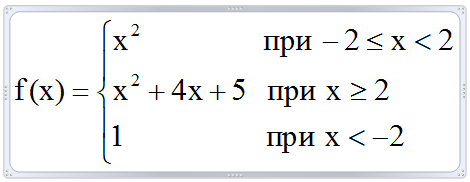 x² при – 2 ≤ x < 2
f(x) = { x² + 4x + 5 при x ≥ 2
1 при x < –2